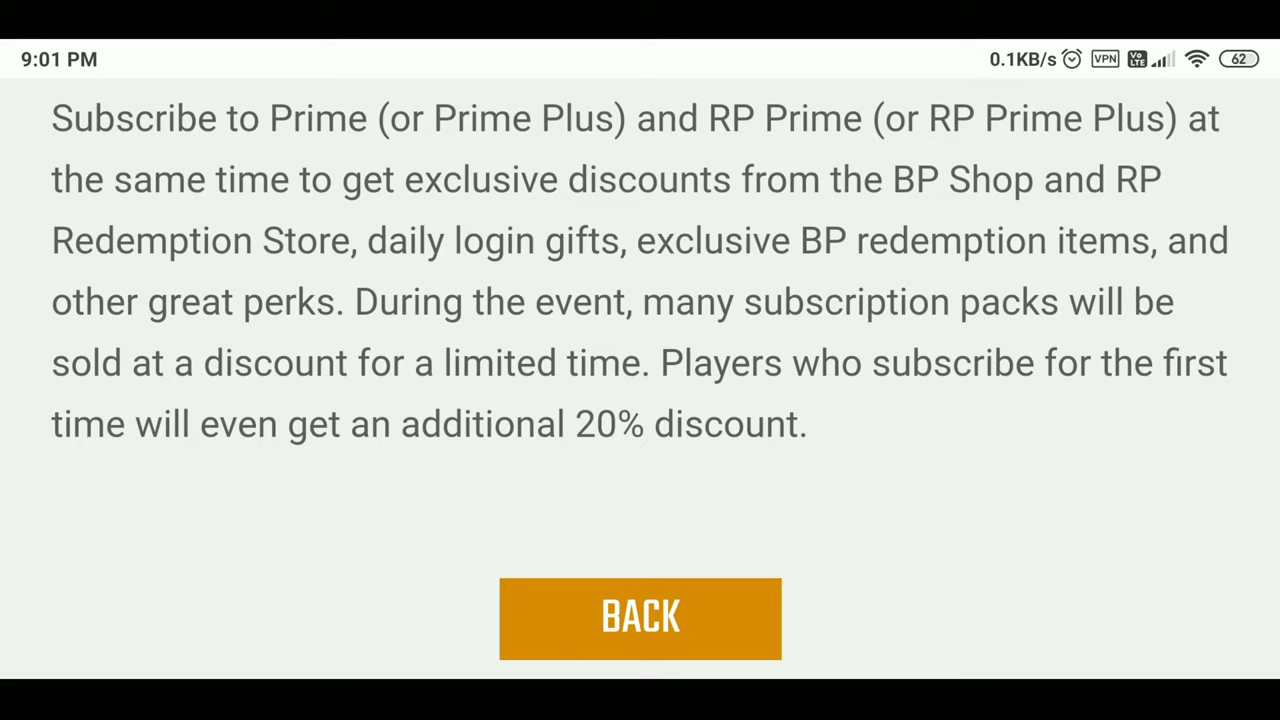 9:01 PM 0.1KB/s VPN Vo LTE 62
Subscribe to Prime (or Prime Plus) and RP Prime (or RP Prime Plus) at
the same time to get exclusive discounts from the BP Shop and RP
Redemption Store, daily login gifts, exclusive BP redemption items, and
other great perks. During the event, many subscription packs will be
sold at a discount for a limited time. Players who subscribe for the first
time will even get an additional 20% discount.
BACK